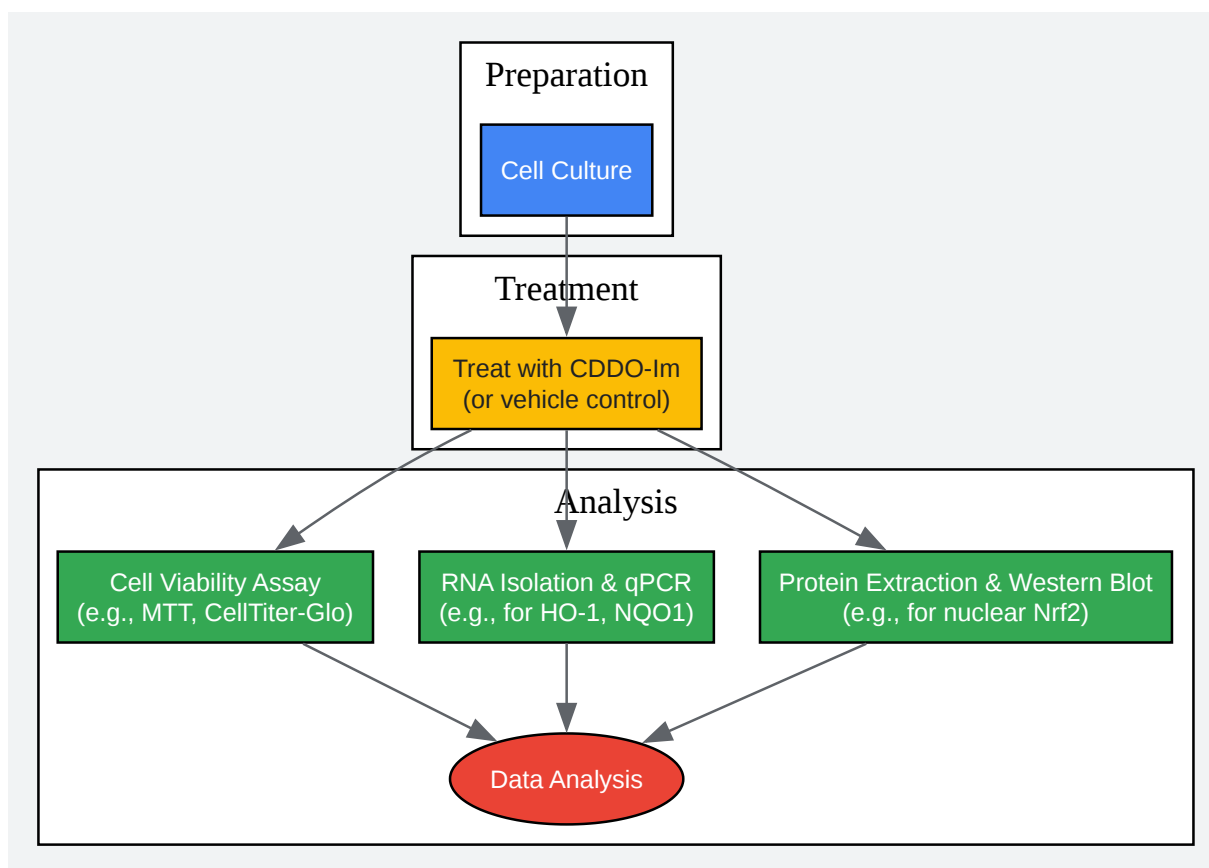 Preparation
Cell Culture
Treatment
Treat with CDDO-Im
(or vehicle control)
Analysis
Cell Viability Assay
(e.g., MTT, CellTiter-Glo)
RNA Isolation & qPCR
(e.g., for HO-1, NQO1)
Protein Extraction & Western Blot
(e.g., for nuclear Nrf2)
Data Analysis